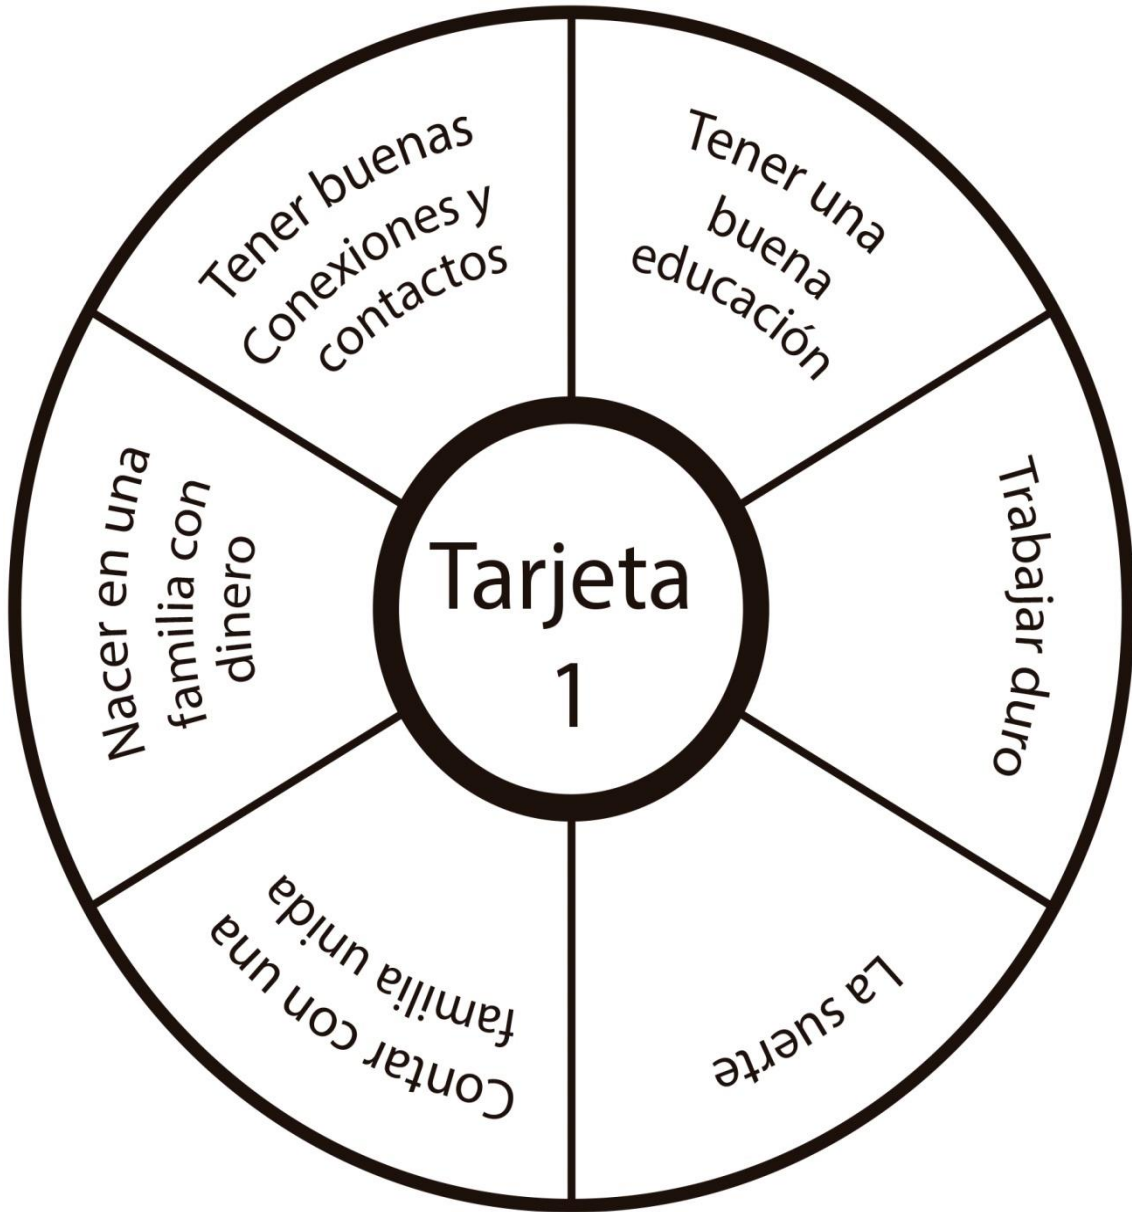 Tener una
buena
educación
Trabajar duro
La suerte
Contar con una
familia unida
Nacer en una
familia con
dinero
Tener buenas
Conexiones y
contactos
Tarjeta
1